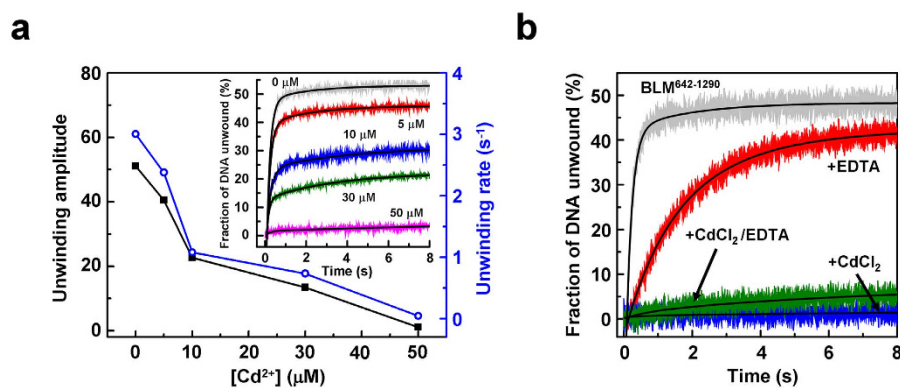 a
Unwinding amplitude
80
60
40
20
0
0 10 20 30 40 50
[Cd²⁺] (μM)
4
3
2
1
0
Unwinding rate (s⁻¹)
Fraction of DNA unwound (%)
50
40
30
20
10
0
0 μM
5 μM
10 μM
30 μM
50 μM
0 2 4 6 8
Time (s)
b
Fraction of DNA unwound (%)
50
40
30
20
10
0
BLM⁶⁴²⁻¹²⁹⁰
+EDTA
+CdCl₂/EDTA
+CdCl₂
0 2 4 6 8
Time (s)